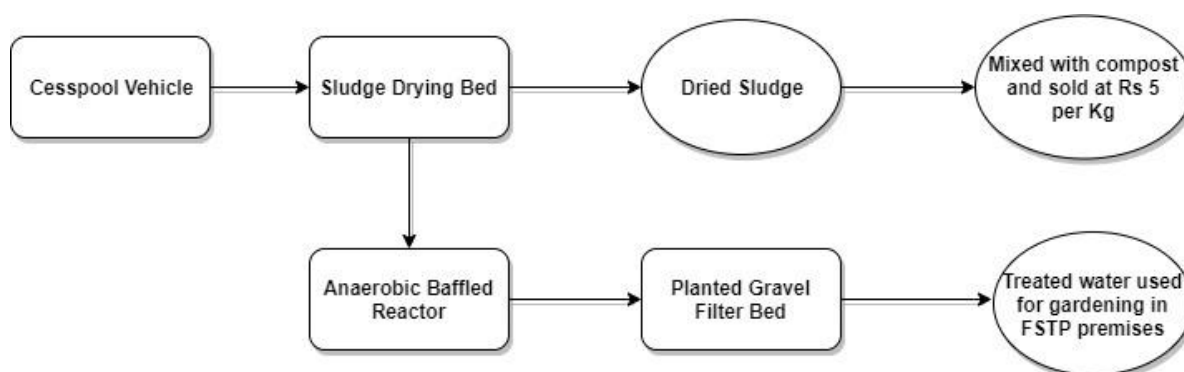 Cesspool Vehicle
Sludge Drying Bed
Dried Sludge
Mixed with compost
and sold at Rs 5
per Kg
Anaerobic Baffled
Reactor
Planted Gravel
Filter Bed
Treated water used
for gardening in
FSTP premises